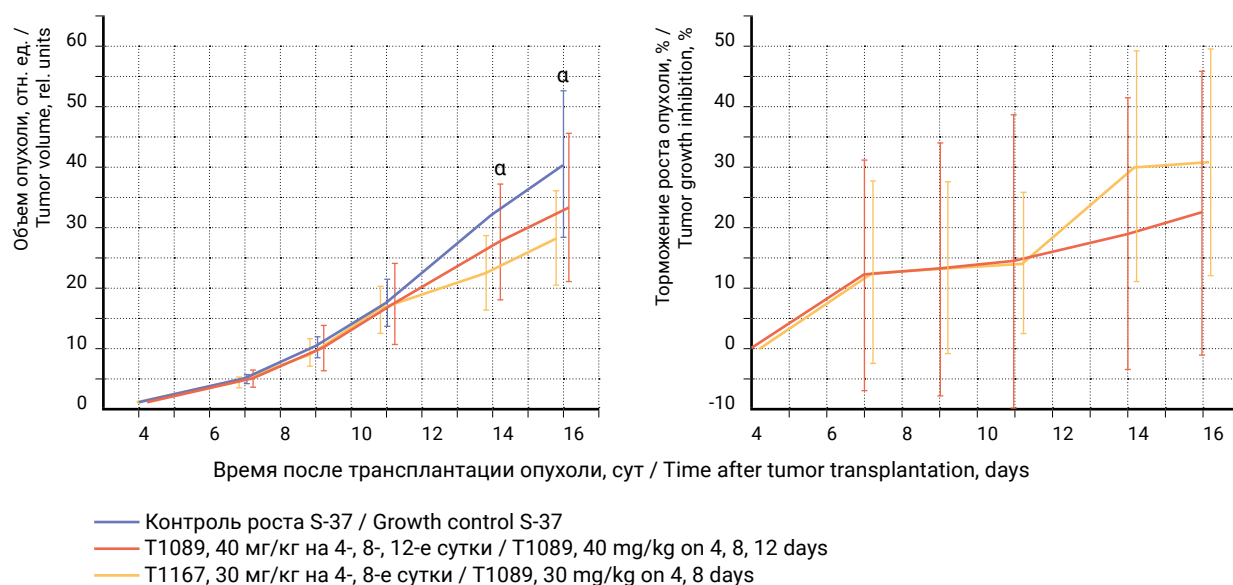 Объем опухоли, отн. ед. /
Tumor volume, rel. units
60
50
40
30
20
10
0
α
α
4 6 8 10 12 14 16
Торможение роста опухоли, % /
Tumor growth inhibition, %
50
40
30
20
10
0
-10
4 6 8 10 12 14 16
Время после трансплантации опухоли, сут / Time after tumor transplantation, days
Контроль роста S-37 / Growth control S-37
T1089, 40 мг/кг на 4-, 8-, 12-е сутки / T1089, 40 mg/kg on 4, 8, 12 days
T1167, 30 мг/кг на 4-, 8-е сутки / T1089, 30 mg/kg on 4, 8 days